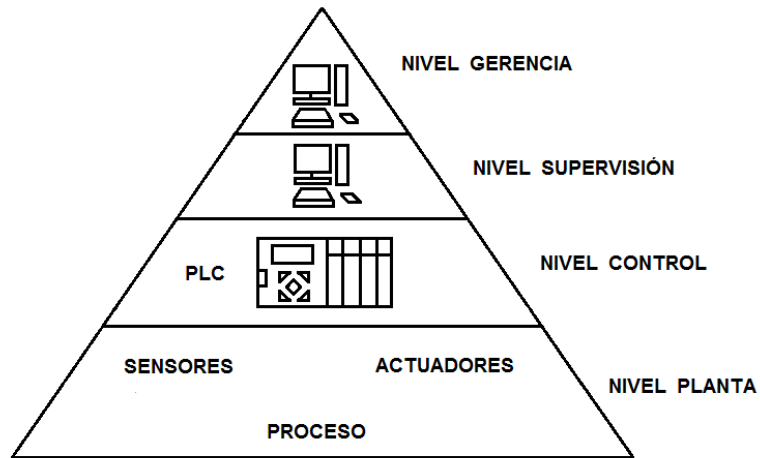 NIVEL GERENCIA
NIVEL SUPERVISIÓN
NIVEL CONTROL
PLC
SENSORES
ACTUADORES
NIVEL PLANTA
PROCESO